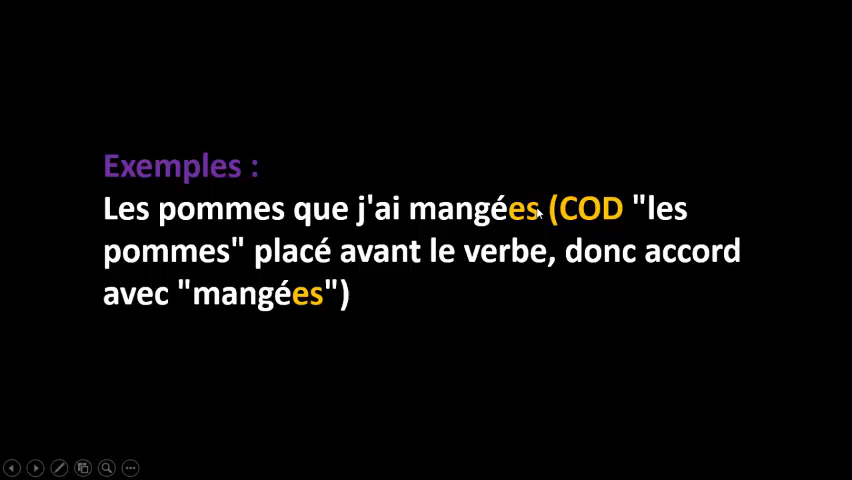 Exemples :
Les pommes que j'ai mangées (COD "les
pommes" placé avant le verbe, donc accord
avec "mangées")